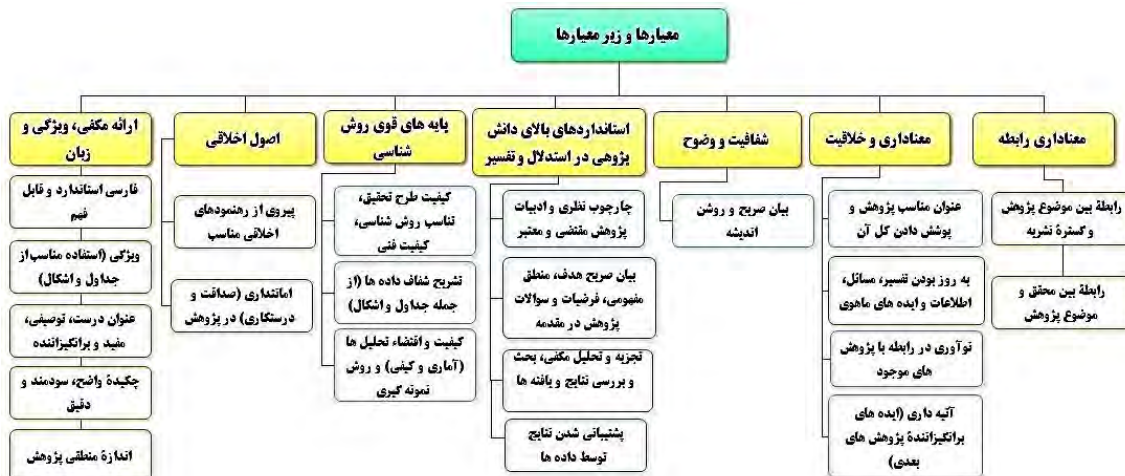 معیارها و زیر معیارها
معناداری رابطه
رابطهٔ بین موضوع پژوهش
و گسترهٔ نشریه
رابطهٔ بین محقق و
موضوع پژوهش
معناداری و خلاقیت
عنوان مناسب پژوهش و
پوشش دادن کل آن
به روز بودن تفسیر، مسائل،
اطلاعات و ایده های ماهوی
نوآوری در رابطه با پژوهش
های موجود
آتیه داری (ایده های
برانگیزانندهٔ پژوهش های
بعدی)
شفافیت و وضوح
بیان صریح و روشن
اندیشه
استانداردهای بالای دانش
پژوهی در استدلال و تفسیر
چارچوب نظری و ادبیات
پژوهش مقتضی و معتبر
بیان صریح هدف، منطق
مفهومی، فرضیات و سوالات
پژوهش در مقدمه
تجزیه و تحلیل مکفی، بحث
و بررسی نتایج و یافته ها
پشتیبانی شدن نتایج
توسط داده ها
پایه های قوی روش
شناسی
کیفیت طرح تحقیق،
تناسب روش شناسی،
کیفیت فنی
تشریح شفاف داده ها (از
جمله جداول و اشکال)
کیفیت و اقتضاء تحلیل ها
(آماری و کیفی) و روش
نمونه گیری
اصول اخلاقی
پیروی از رهنمودهای
اخلاقی مناسب
امانتداری (صداقت و
درستکاری) در پژوهش
ارائه مکفی، ویژگی و
زبان
فارسی استاندارد و قابل
فهم
ویژگی (استفاده مناسب از
جداول و اشکال)
عنوان درست، توصیفی،
مفید و برانگیزاننده
چکیدهٔ واضح، سودمند و
دقیق
اندازهٔ منطقی پژوهش